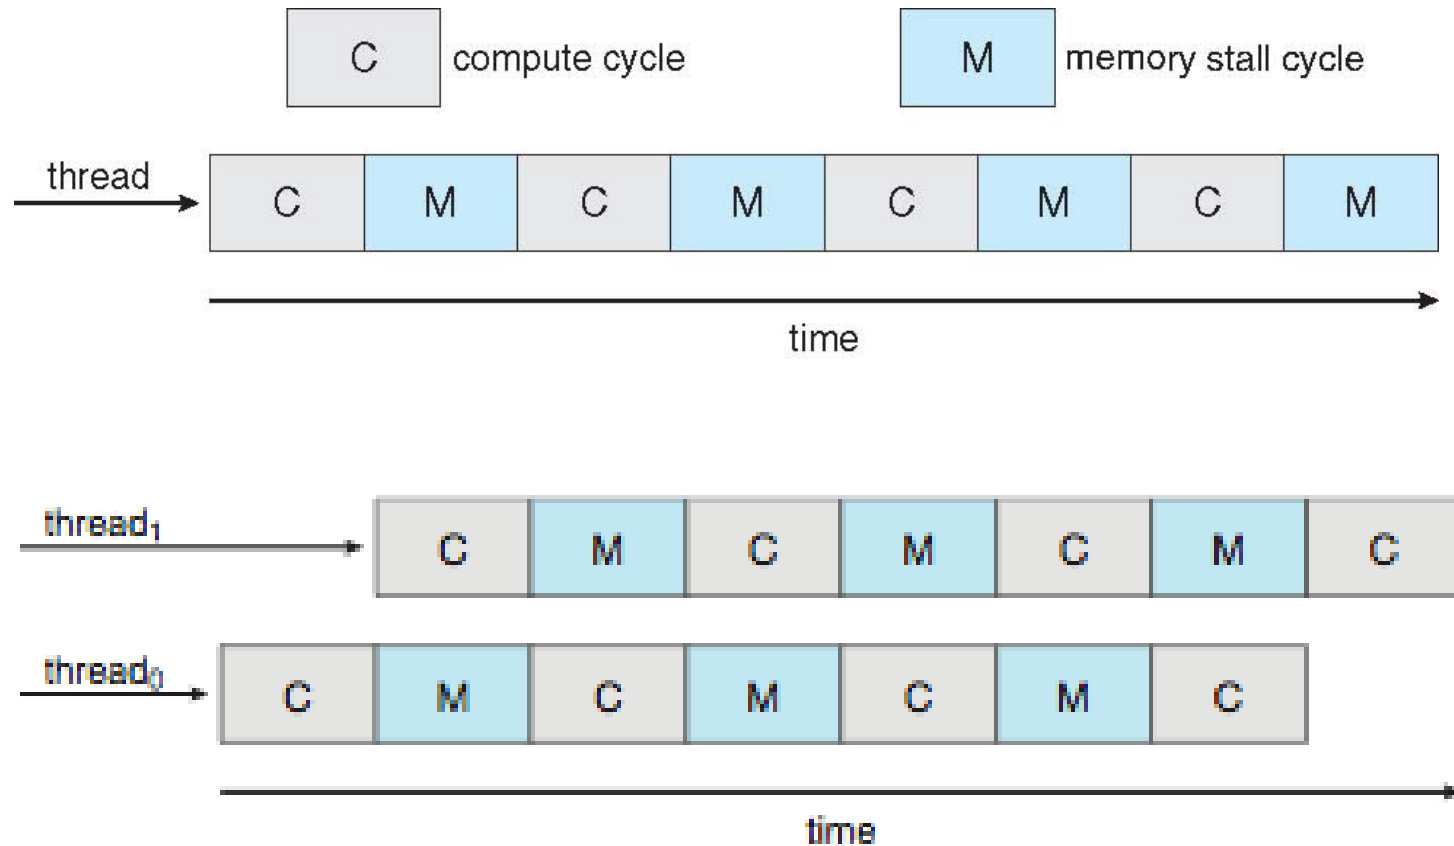 C compute cycle M memory stall cycle
thread
C M C M C M C M
time
thread₁
C M C M C M C
thread₀
C M C M C M C
time